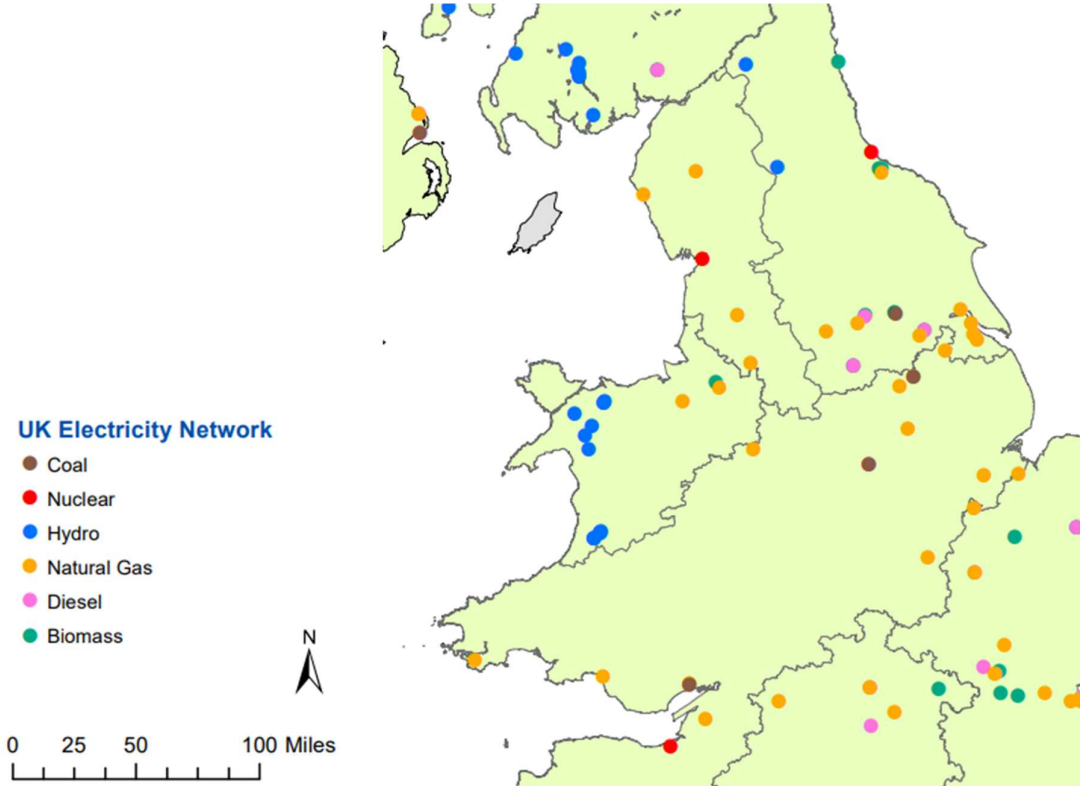 UK Electricity Network
Coal
Nuclear
Hydro
Natural Gas
Diesel
Biomass
N
0 25 50 100 Miles